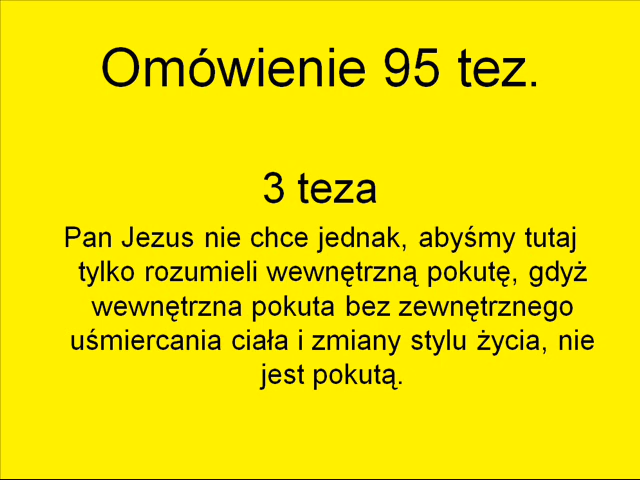 Omówienie 95 tez.
3 teza
Pan Jezus nie chce jednak, abyśmy tutaj
tylko rozumieli wewnętrzną pokutę, gdyż
wewnętrzna pokuta bez zewnętrznego
uśmiercania ciała i zmiany stylu życia, nie
jest pokutą.